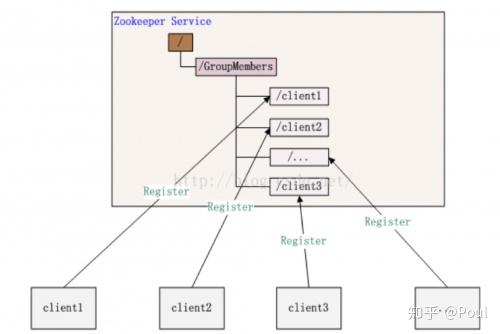 Zookeeper Service
/
/GroupMembers
/client1
/client2
/...
/client3
Register
Register
Register
Register
client1
client2
client3
知乎 @Poul